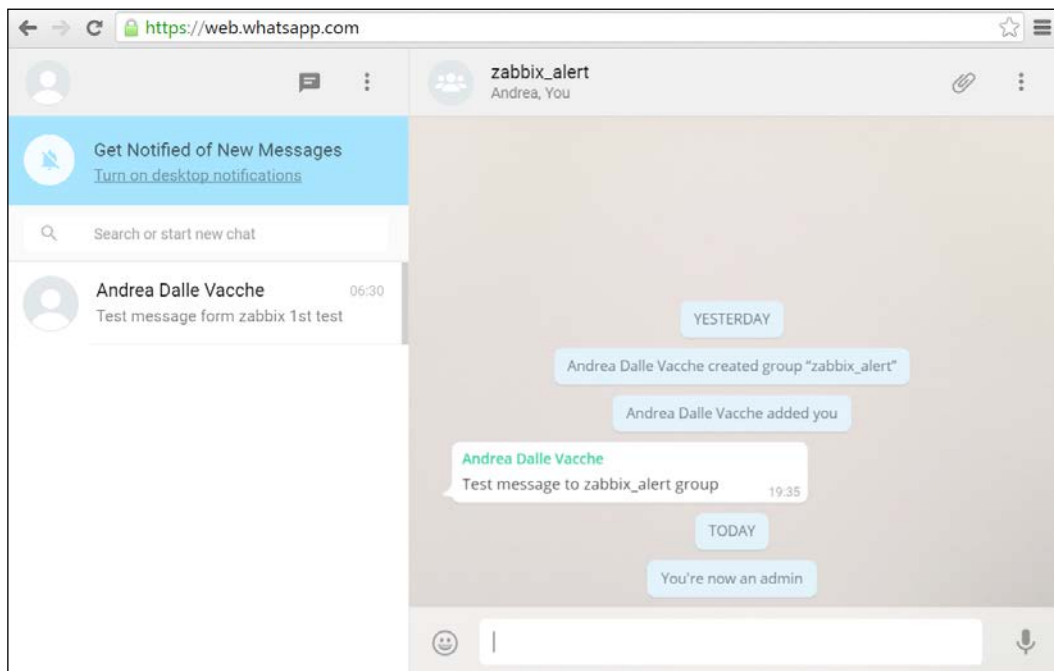 https://web.whatsapp.com
zabbix_alert
Andrea, You
Get Notified of New Messages
Turn on desktop notifications
Search or start new chat
Andrea Dalle Vacche 06:30
Test message form zabbix 1st test
YESTERDAY
Andrea Dalle Vacche created group “zabbix_alert”
Andrea Dalle Vacche added you
Andrea Dalle Vacche
Test message to zabbix_alert group 19:35
TODAY
You're now an admin